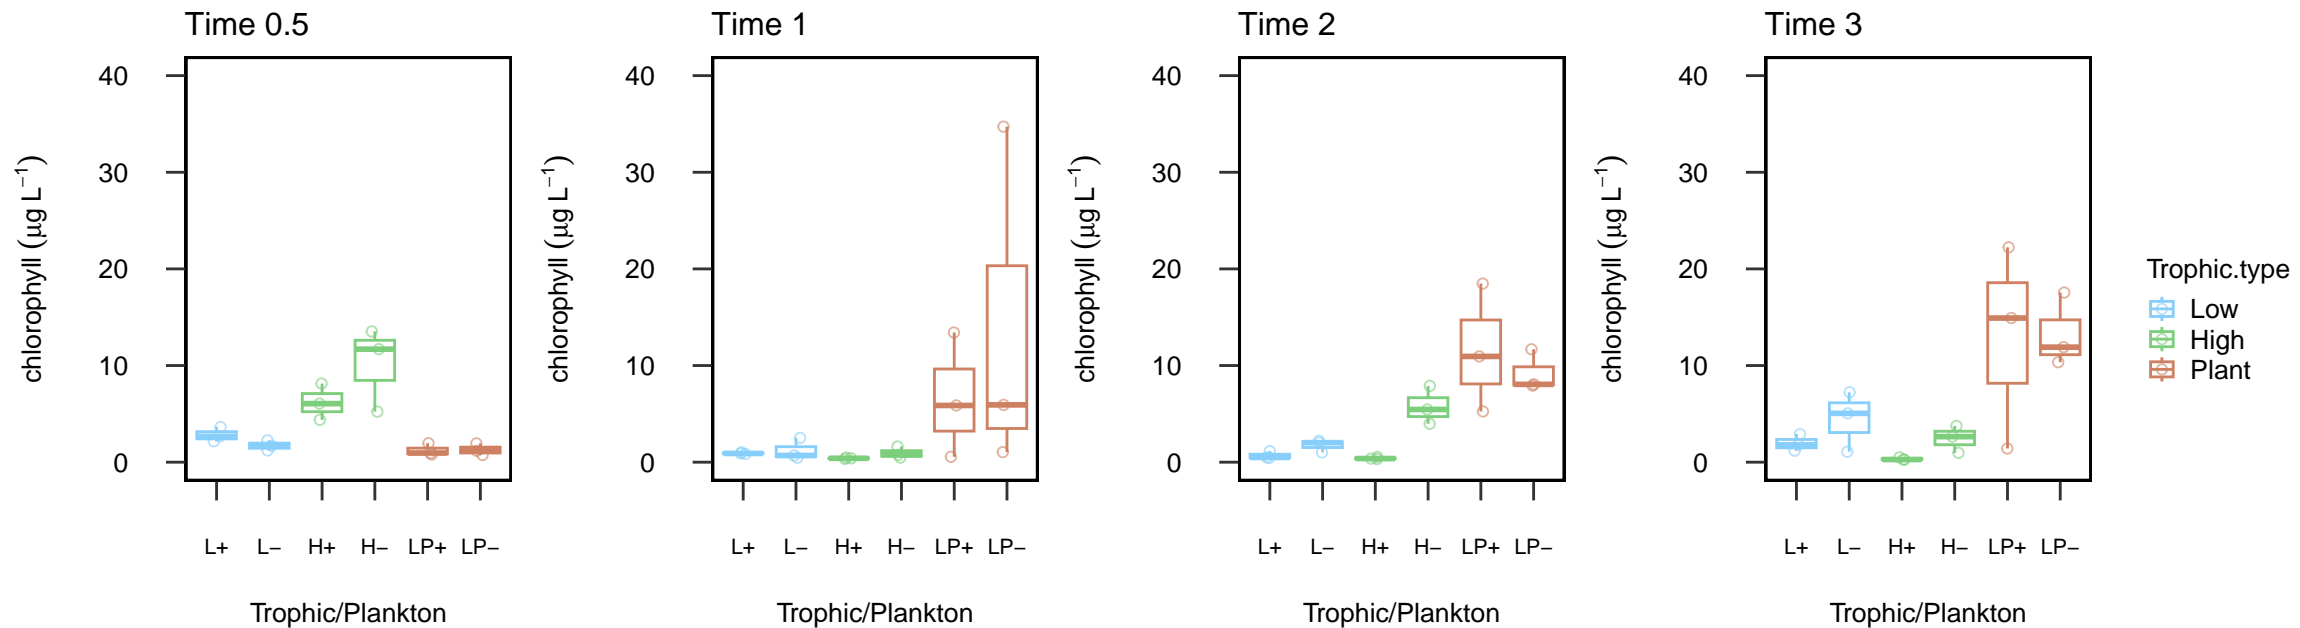 Time 0.5
chlorophyll (µg L⁻¹)
40
30
20
10
0
L+ L− H+ H− LP+ LP−
Trophic/Plankton
Time 1
chlorophyll (µg L⁻¹)
40
30
20
10
0
L+ L− H+ H− LP+ LP−
Trophic/Plankton
Time 2
chlorophyll (µg L⁻¹)
40
30
20
10
0
L+ L− H+ H− LP+ LP−
Trophic/Plankton
Time 3
chlorophyll (µg L⁻¹)
40
30
20
10
0
L+ L− H+ H− LP+ LP−
Trophic/Plankton
Trophic.type
Low
High
Plant